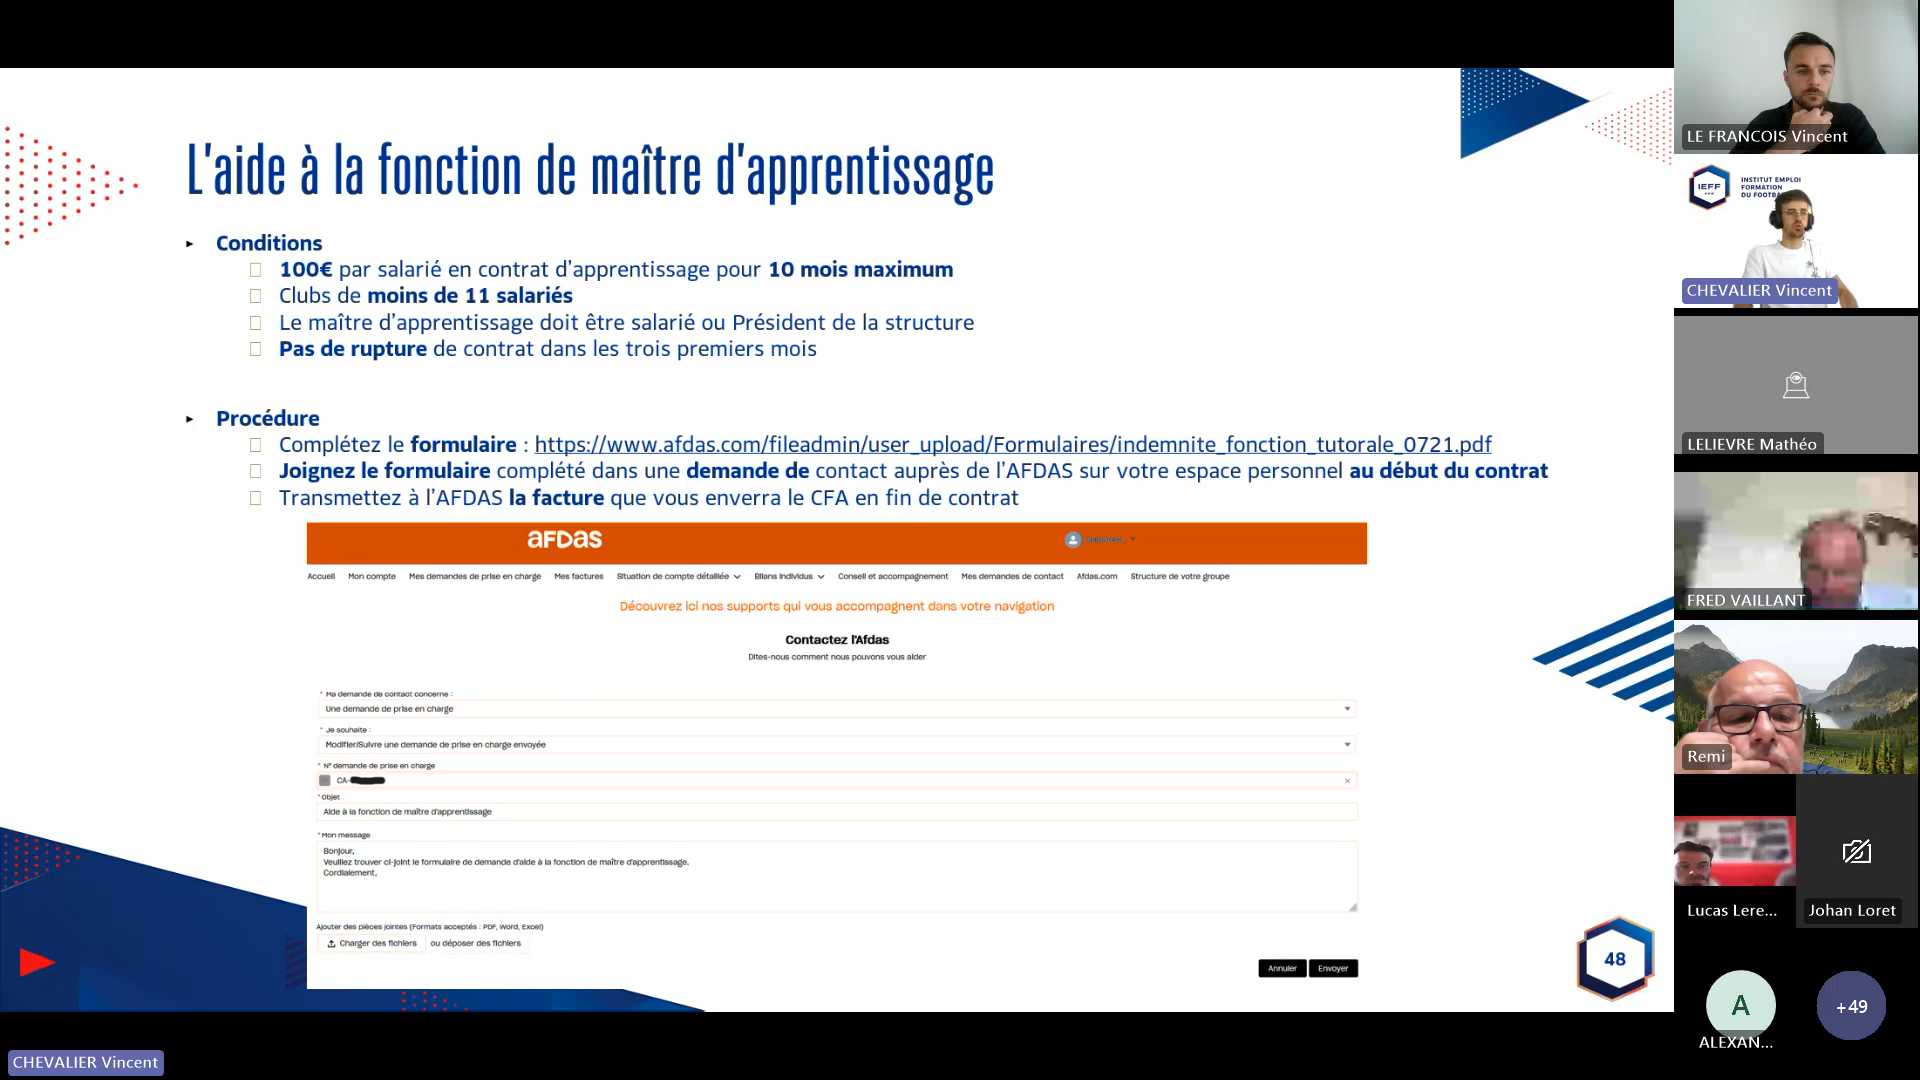 L'aide à la fonction de maître d'apprentissage
Conditions
100€ par salarié en contrat d'apprentissage pour 10 mois maximum
Clubs de moins de 11 salariés
Le maître d'apprentissage doit être salarié ou Président de la structure
Pas de rupture de contrat dans les trois premiers mois
Procédure
Complétez le formulaire : https://www.afdas.com/fileadmin/user_upload/Formulaires/indemnite_fonction_tutorale_0721.pdf
Joignez le formulaire complété dans une demande de contact auprès de l'AFDAS sur votre espace personnel au début du contrat
Transmettez à l'AFDAS la facture que vous enverra le CFA en fin de contrat
afdas
Accueil Mon compte Mes demandes de prise en charge Mes factures Situation de compte détaillée Bilans individus Conseil et accompagnement Mes demandes de contact Afdas.com Structure de votre groupe
Découvrez ici nos supports qui vous accompagnent dans votre navigation
Contactez l'Afdas
Dites-nous comment nous pouvons vous aider
* Ma demande de contact concerne :
Une demande de prise en charge
* Je souhaite :
Modifier/Suivre une demande de prise en charge envoyée
* N° demande de prise en charge
CA-
* Objet
Aide à la fonction de maître d'apprentissage
* Mon message
Bonjour,
Veuillez trouver ci-joint le formulaire de demande d'aide à la fonction de maître d'apprentissage.
Cordialement,
Ajouter des pièces jointes (Formats acceptés : PDF, Word, Excel)
Charger des fichiers ou déposer des fichiers
Annuler Envoyer
48
CHEVALIER Vincent
LE FRANCOIS Vincent
IEFF
INSTITUT EMPLOI
FORMATION
DU FOOTBA
CHEVALIER Vincent
LELIEVRE Mathéo
FRED VAILLANT
Remi
Lucas Lere...
Johan Loret
A
ALEXAN...
+49